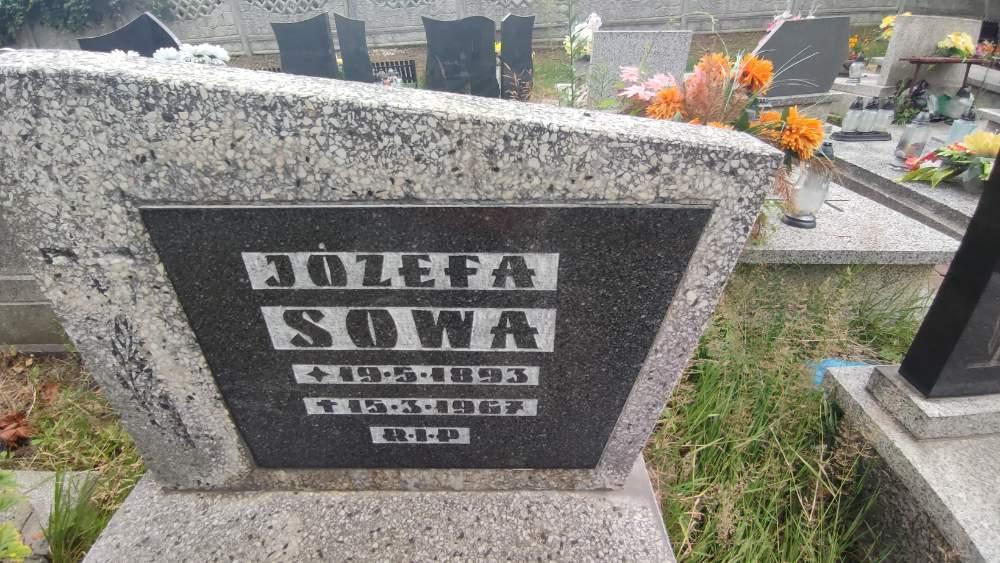 JÓZEFA
SOWA
✦19·5·1893
✝15·3·1967
R·I·P